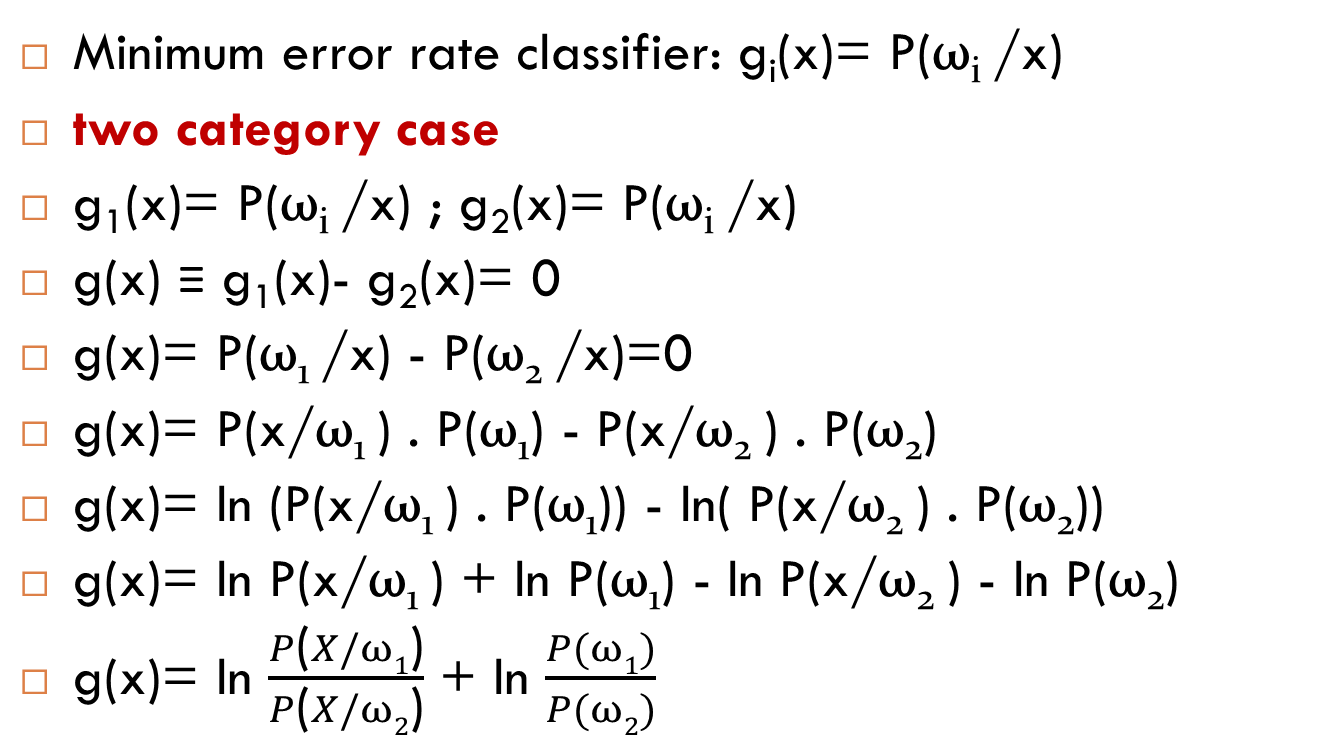 □ Minimum error rate classifier: gᵢ(x)= P(ωᵢ /x)
□ two category case
□ g₁(x)= P(ωᵢ /x) ; g₂(x)= P(ωᵢ /x)
□ g(x) ≡ g₁(x)- g₂(x)= 0
□ g(x)= P(ω₁ /x) - P(ω₂ /x)=0
□ g(x)= P(x/ω₁ ) . P(ω₁) - P(x/ω₂ ) . P(ω₂)
□ g(x)= ln (P(x/ω₁ ) . P(ω₁)) - ln( P(x/ω₂ ) . P(ω₂))
□ g(x)= ln P(x/ω₁ ) + ln P(ω₁) - ln P(x/ω₂ ) - ln P(ω₂)
□ g(x)= ln P(X/ω₁)/P(X/ω₂) + ln P(ω₁)/P(ω₂)